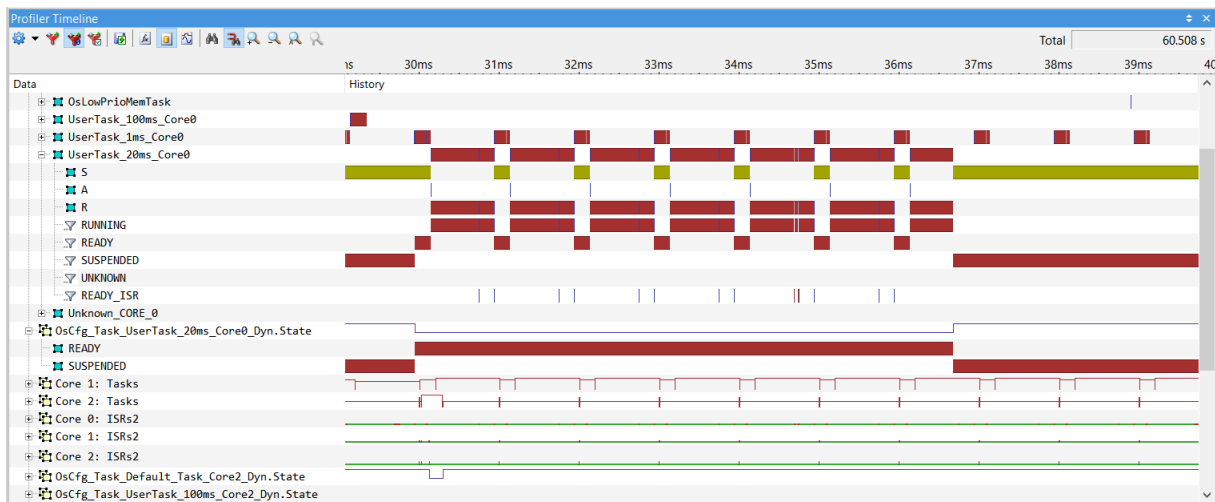 Profiler Timeline
Total 60.508 s
30ms 31ms 32ms 33ms 34ms 35ms 36ms 37ms 38ms 39ms 40
Data History
OsLowPrioMemTask
UserTask_100ms_Core0
UserTask_1ms_Core0
UserTask_20ms_Core0
S
A
R
RUNNING
READY
SUSPENDED
UNKNOWN
READY_ISR
Unknown_CORE_0
OsCfg_Task_UserTask_20ms_Core0_Dyn.State
READY
SUSPENDED
Core 1: Tasks
Core 2: Tasks
Core 0: ISRs2
Core 1: ISRs2
Core 2: ISRs2
OsCfg_Task_Default_Task_Core2_Dyn.State
OsCfg_Task_UserTask_100ms_Core2_Dyn.State